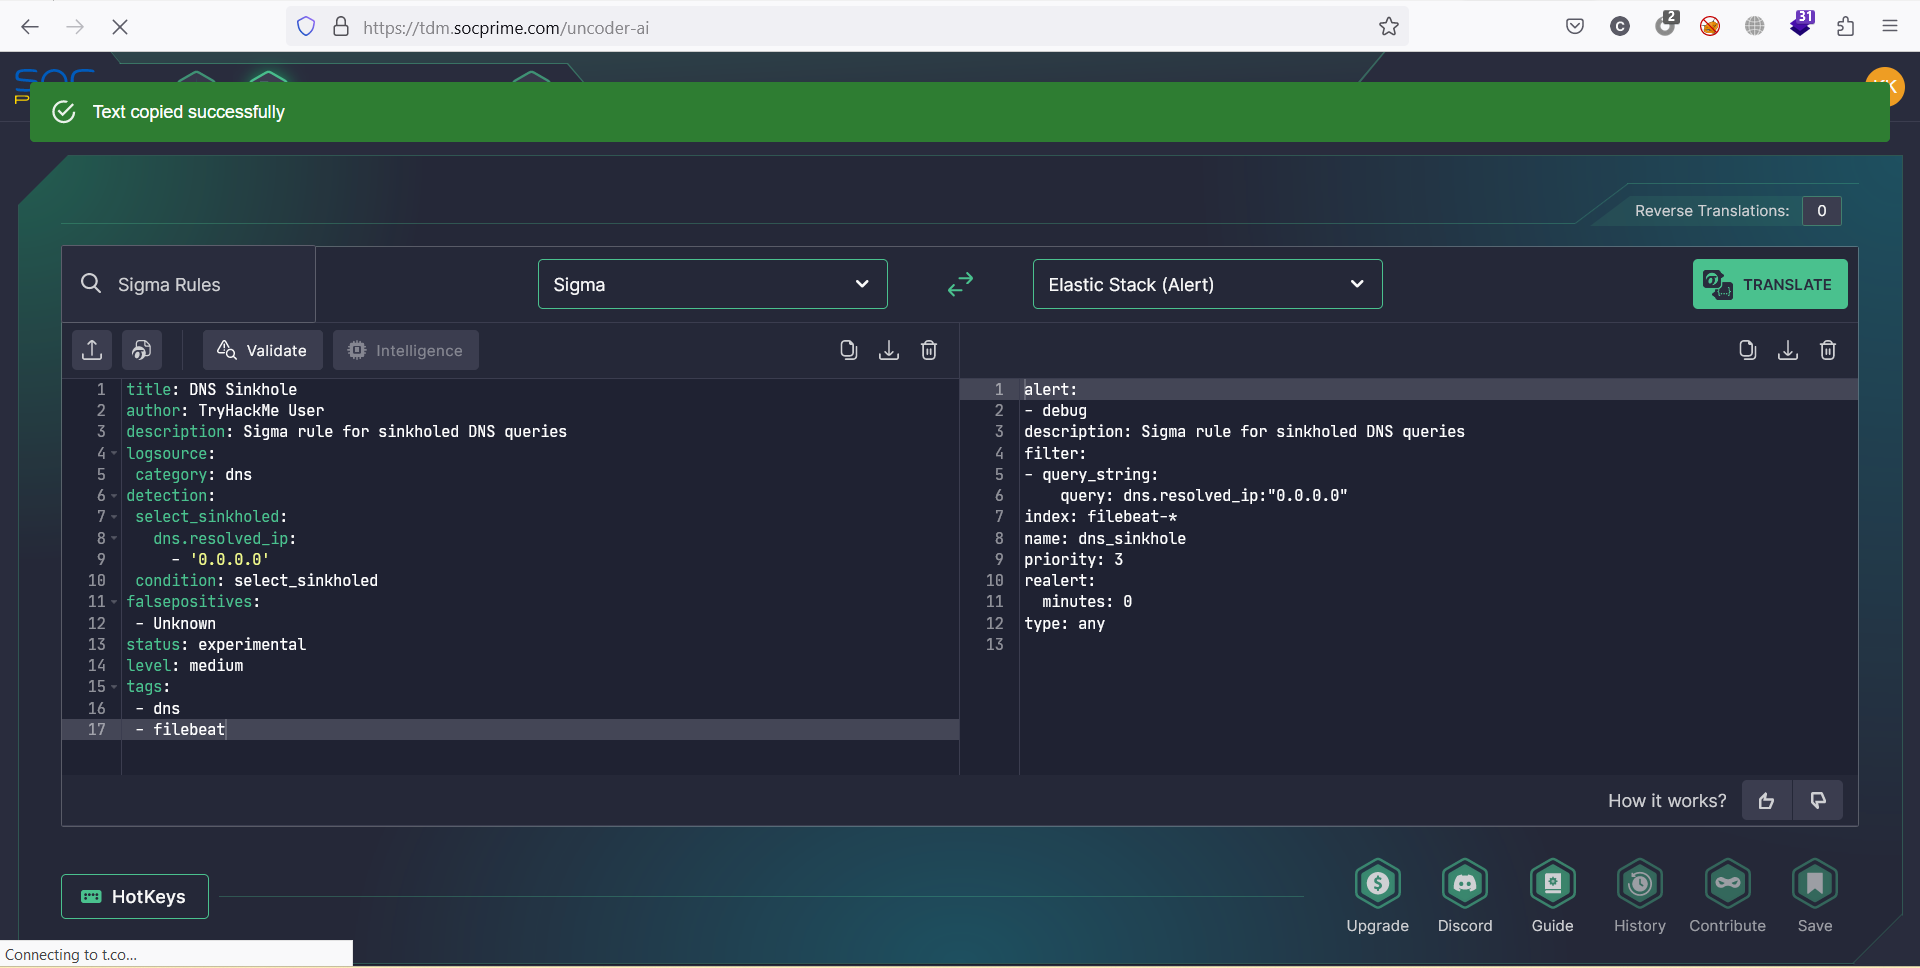 https://tdm.socprime.com/uncoder-ai
C
2
31
SOC
Text copied successfully
Reverse Translations: 0
Sigma Rules
Sigma
Elastic Stack (Alert)
TRANSLATE
Validate
Intelligence
1 title: DNS Sinkhole
2 author: TryHackMe User
3 description: Sigma rule for sinkholed DNS queries
4 logsource:
5 category: dns
6 detection:
7 select_sinkholed:
8 dns.resolved_ip:
9 - '0.0.0.0'
10 condition: select_sinkholed
11 falsepositives:
12 - Unknown
13 status: experimental
14 level: medium
15 tags:
16 - dns
17 - filebeat
1 alert:
2 - debug
3 description: Sigma rule for sinkholed DNS queries
4 filter:
5 - query_string:
6 query: dns.resolved_ip:"0.0.0.0"
7 index: filebeat-*
8 name: dns_sinkhole
9 priority: 3
10 realert:
11 minutes: 0
12 type: any
13
How it works?
HotKeys
Upgrade
Discord
Guide
History
Contribute
Save
Connecting to t.co...